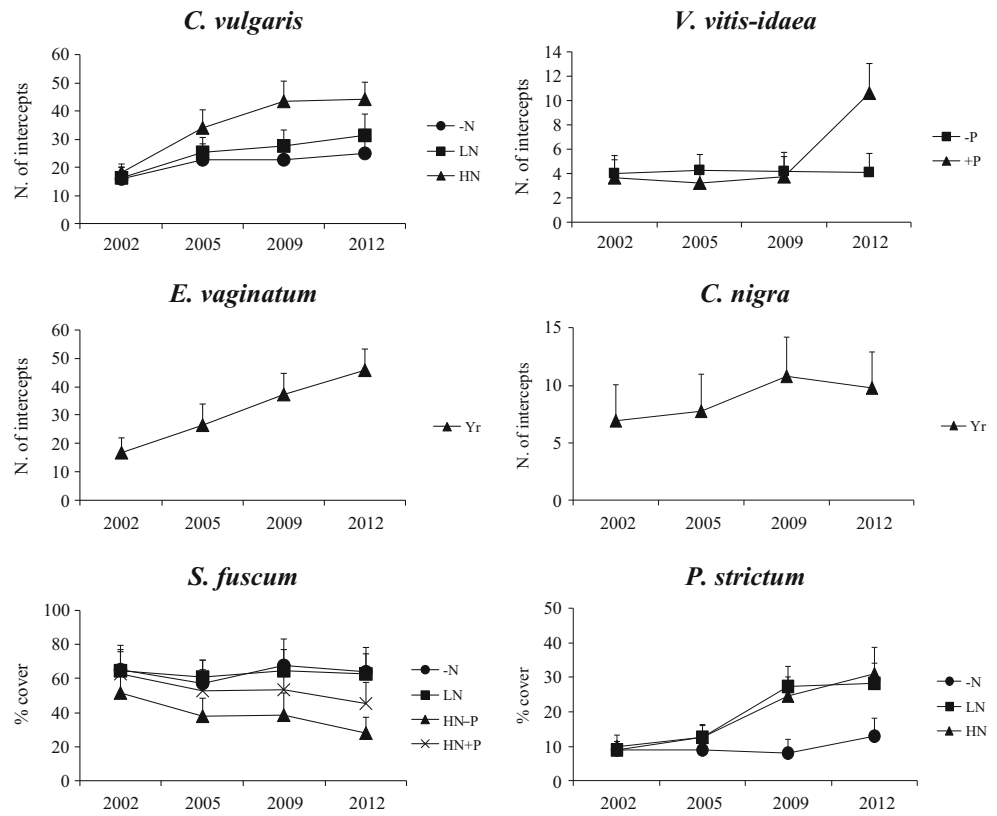 C. vulgaris
N. of intercepts
60
50
40
30
20
10
0
2002 2005 2009 2012
-N
LN
HN
V. vitis-idaea
N. of intercepts
14
12
10
8
6
4
2
0
2002 2005 2009 2012
-P
+P
E. vaginatum
N. of intercepts
60
50
40
30
20
10
0
2002 2005 2009 2012
Yr
C. nigra
N. of intercepts
15
10
5
0
2002 2005 2009 2012
Yr
S. fuscum
% cover
100
80
60
40
20
0
2002 2005 2009 2012
-N
LN
HN–P
HN+P
P. strictum
% cover
50
40
30
20
10
0
2002 2005 2009 2012
-N
LN
HN